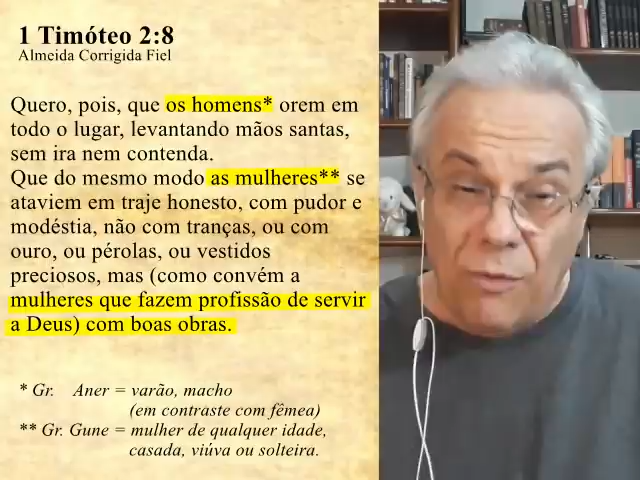 1 Timóteo 2:8
Almeida Corrigida Fiel
Quero, pois, que os homens* orem em
todo o lugar, levantando mãos santas,
sem ira nem contenda.
Que do mesmo modo as mulheres** se
ataviem em traje honesto, com pudor e
modéstia, não com tranças, ou com
ouro, ou pérolas, ou vestidos
preciosos, mas (como convém a
mulheres que fazem profissão de servir
a Deus) com boas obras.
* Gr. Aner = varão, macho
(em contraste com fêmea)
** Gr. Gune = mulher de qualquer idade,
casada, viúva ou solteira.